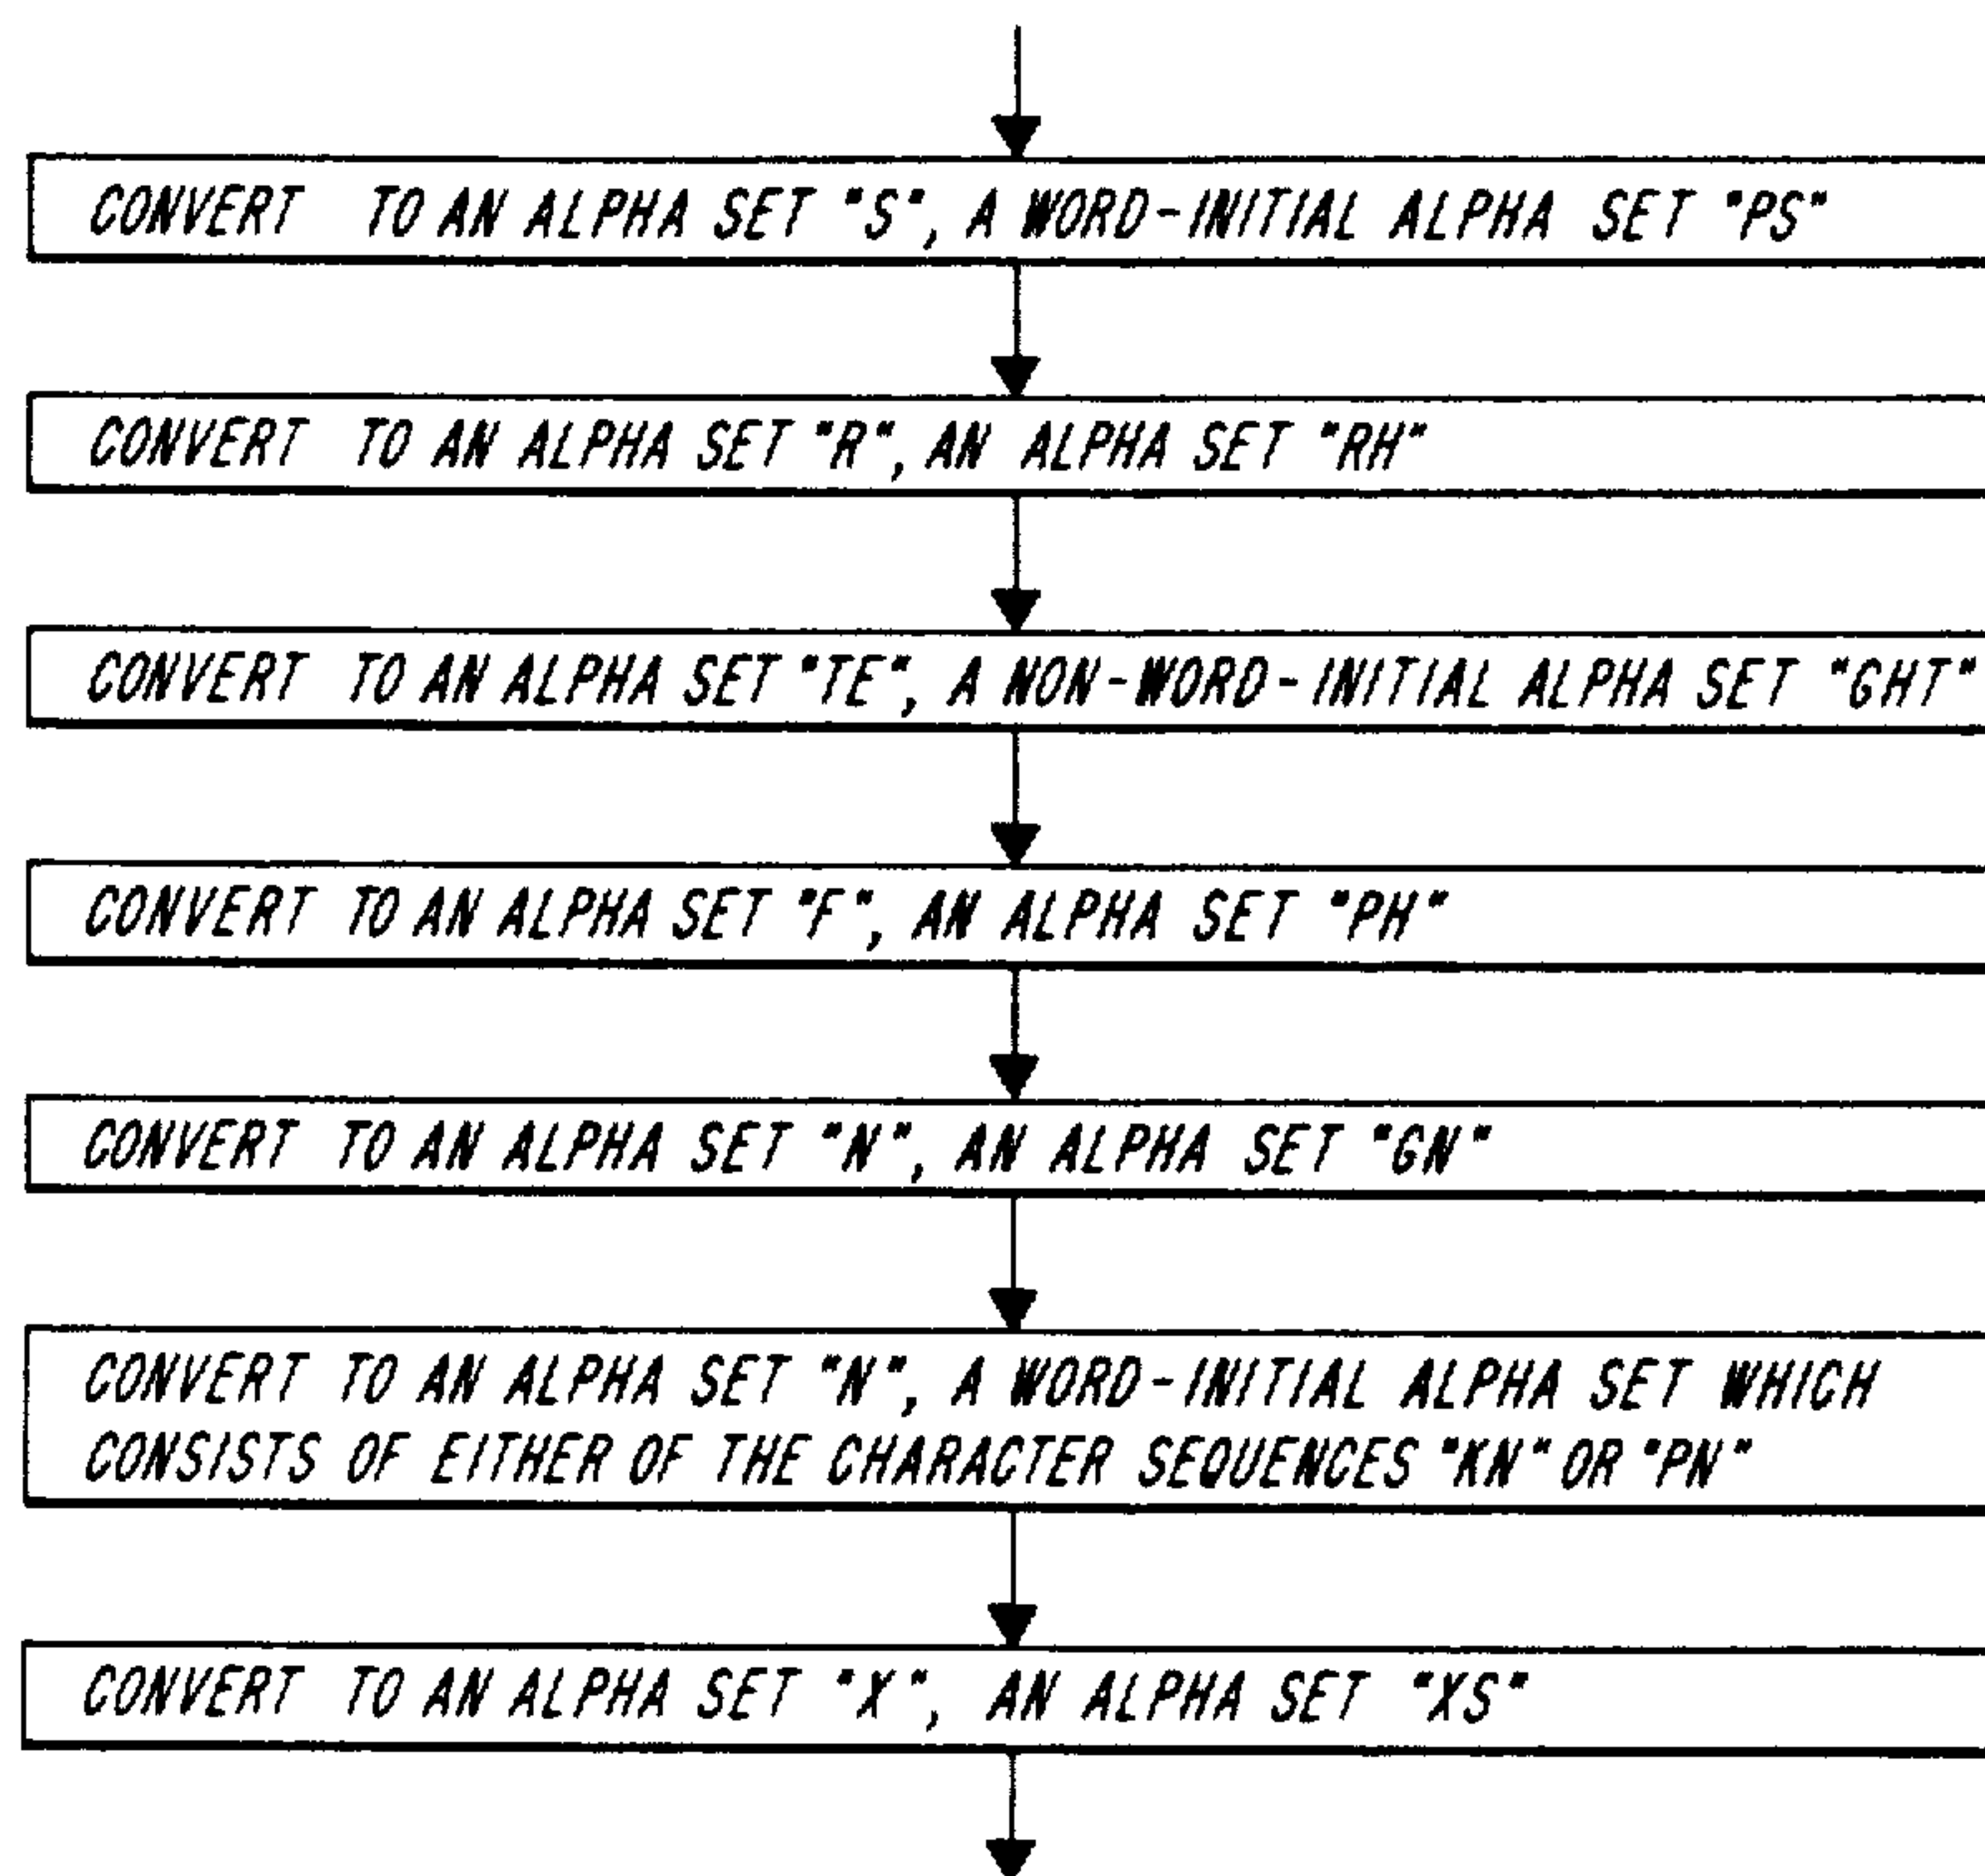 CONVERT TO AN ALPHA SET "S", A WORD-INITIAL ALPHA SET "PS"
CONVERT TO AN ALPHA SET "R", AN ALPHA SET "RH"
CONVERT TO AN ALPHA SET "TE", A NON-WORD-INITIAL ALPHA SET "GHT"
CONVERT TO AN ALPHA SET "F", AN ALPHA SET "PH"
CONVERT TO AN ALPHA SET "N", AN ALPHA SET "GN"
CONVERT TO AN ALPHA SET "N", A WORD-INITIAL ALPHA SET WHICH
CONSISTS OF EITHER OF THE CHARACTER SEQUENCES "KN" OR "PN"
CONVERT TO AN ALPHA SET "X", AN ALPHA SET "XS"